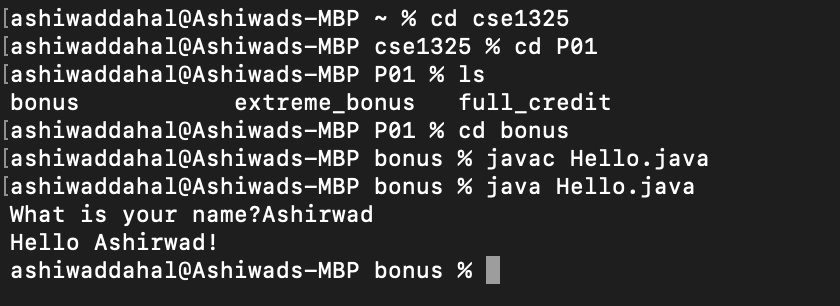 [ashiwaddahal@Ashiwads-MBP ~ % cd cse1325
[ashiwaddahal@Ashiwads-MBP cse1325 % cd P01
[ashiwaddahal@Ashiwads-MBP P01 % ls
bonus extreme_bonus full_credit
[ashiwaddahal@Ashiwads-MBP P01 % cd bonus
[ashiwaddahal@Ashiwads-MBP bonus % javac Hello.java
[ashiwaddahal@Ashiwads-MBP bonus % java Hello.java
What is your name?Ashirwad
Hello Ashirwad!
ashiwaddahal@Ashiwads-MBP bonus %